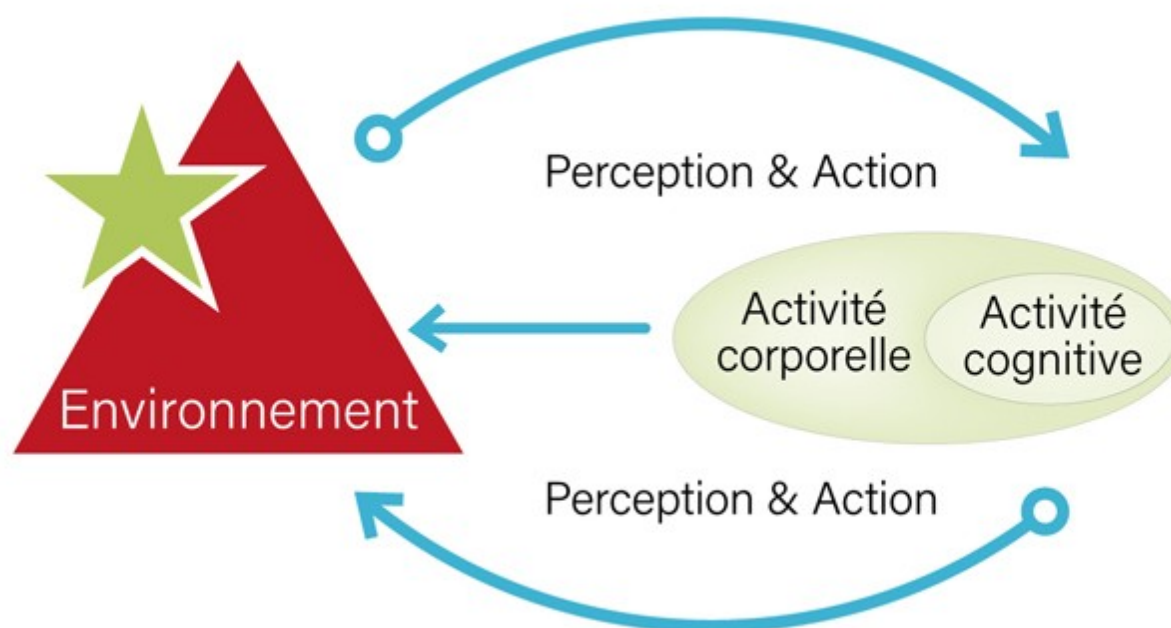 Perception & Action
Activité
corporelle
Activité
cognitive
Environnement
Perception & Action